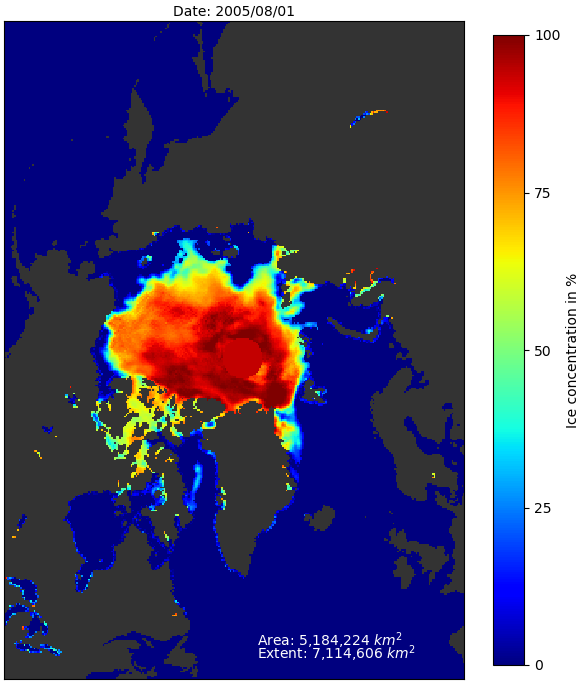 Date: 2005/08/01
100
75
50
25
0
Ice concentration in %
Area: 5,184,224 km²
Extent: 7,114,606 km²